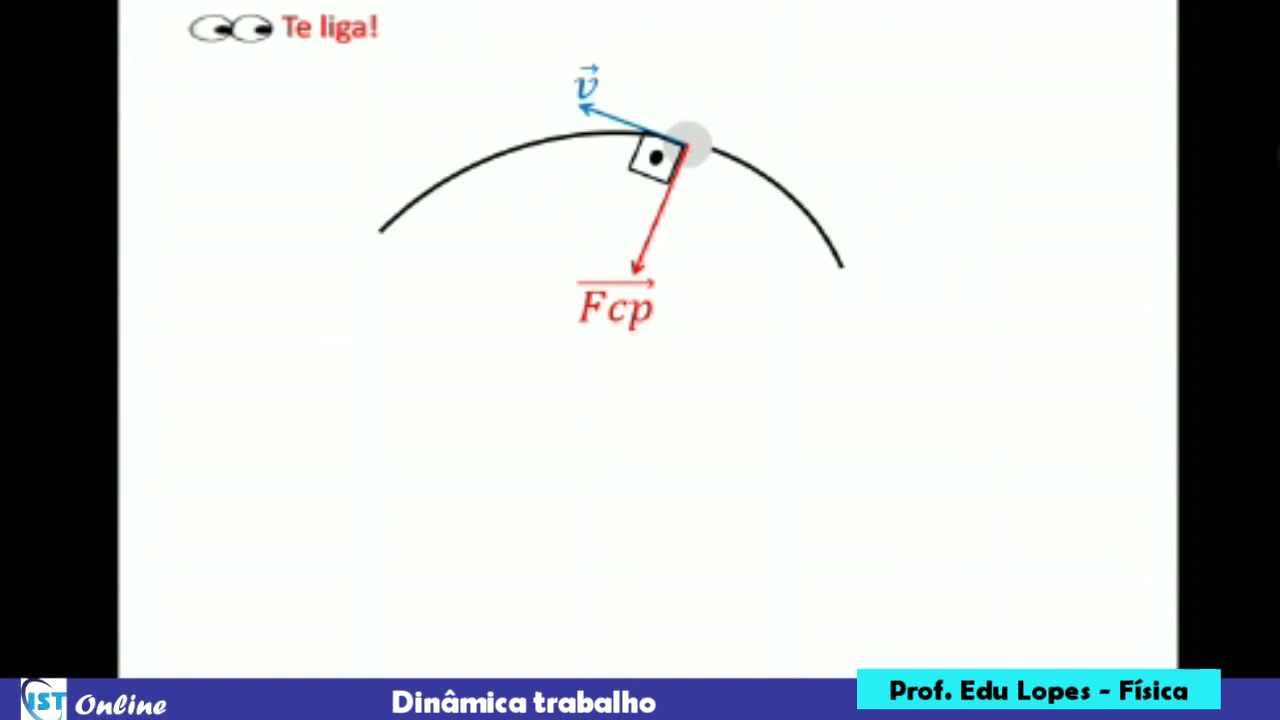 Te liga!
v⃗
Fcp
IST Online
Dinâmica trabalho
Prof. Edu Lopes - Física